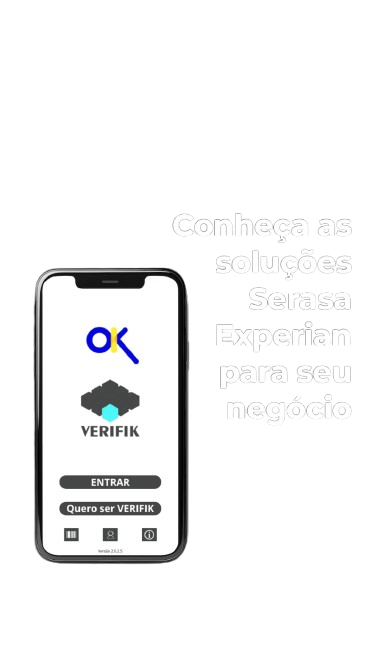 Conheça as
soluções
Serasa
Experian
para seu
negócio
OK
VERIFIK
ENTRAR
Quero ser VERIFIK